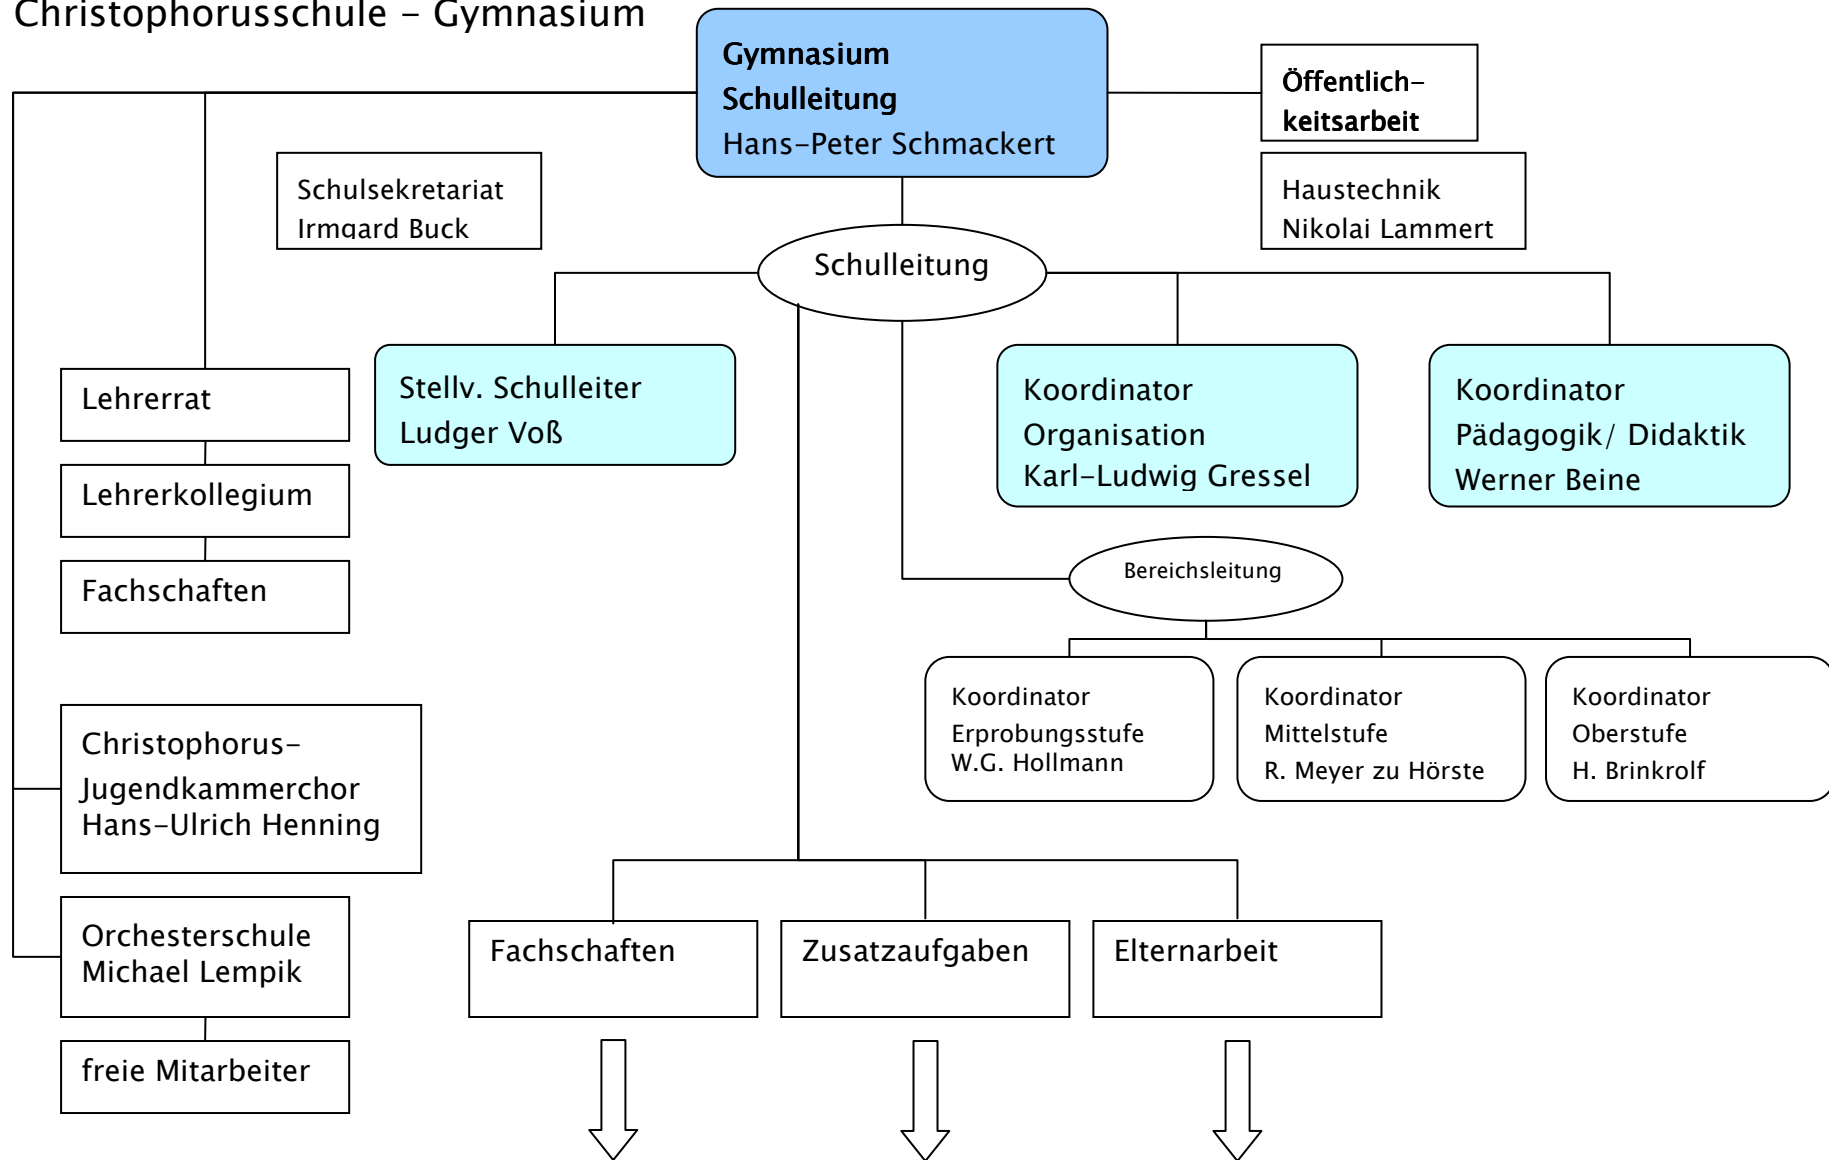 Christophorusschule – Gymnasium
Gymnasium
Schulleitung
Hans-Peter Schmackert
Öffentlich-
keitsarbeit
Schulsekretariat
Irmgard Buck
Haustechnik
Nikolai Lammert
Schulleitung
Lehrerrat
Lehrerkollegium
Fachschaften
Stellv. Schulleiter
Ludger Voß
Koordinator
Organisation
Karl-Ludwig Gressel
Koordinator
Pädagogik/ Didaktik
Werner Beine
Bereichsleitung
Koordinator
Erprobungsstufe
W.G. Hollmann
Koordinator
Mittelstufe
R. Meyer zu Hörste
Koordinator
Oberstufe
H. Brinkrolf
Christophorus-
Jugendkammerchor
Hans-Ulrich Henning
Orchesterschule
Michael Lempik
freie Mitarbeiter
Fachschaften
Zusatzaufgaben
Elternarbeit